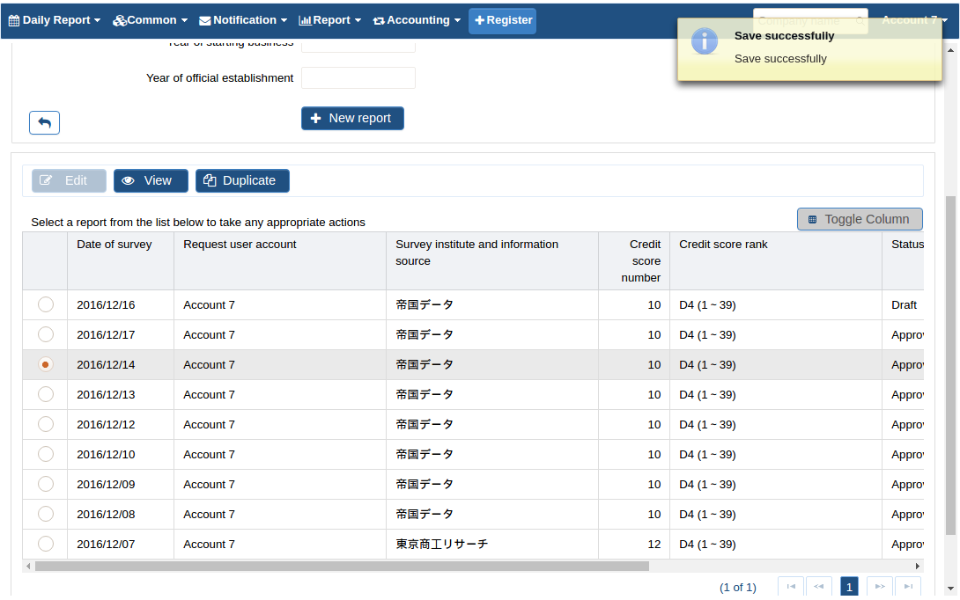 Daily Report Common Notification Report Accounting Register Company name Account 7
Save successfully
Save successfully
Year of starting business
Year of official establishment
New report
Edit View Duplicate
Select a report from the list below to take any appropriate actions
Toggle Column
Date of survey Request user account Survey institute and information source Credit score number Credit score rank Status
2016/12/16 Account 7 帝国データ 10 D4 (1 ~ 39) Draft
2016/12/17 Account 7 帝国データ 10 D4 (1 ~ 39) Approv
2016/12/14 Account 7 帝国データ 10 D4 (1 ~ 39) Approv
2016/12/13 Account 7 帝国データ 10 D4 (1 ~ 39) Approv
2016/12/12 Account 7 帝国データ 10 D4 (1 ~ 39) Approv
2016/12/10 Account 7 帝国データ 10 D4 (1 ~ 39) Approv
2016/12/09 Account 7 帝国データ 10 D4 (1 ~ 39) Approv
2016/12/08 Account 7 帝国データ 10 D4 (1 ~ 39) Approv
2016/12/07 Account 7 東京商工リサーチ 12 D4 (1 ~ 39) Approv
(1 of 1) 1